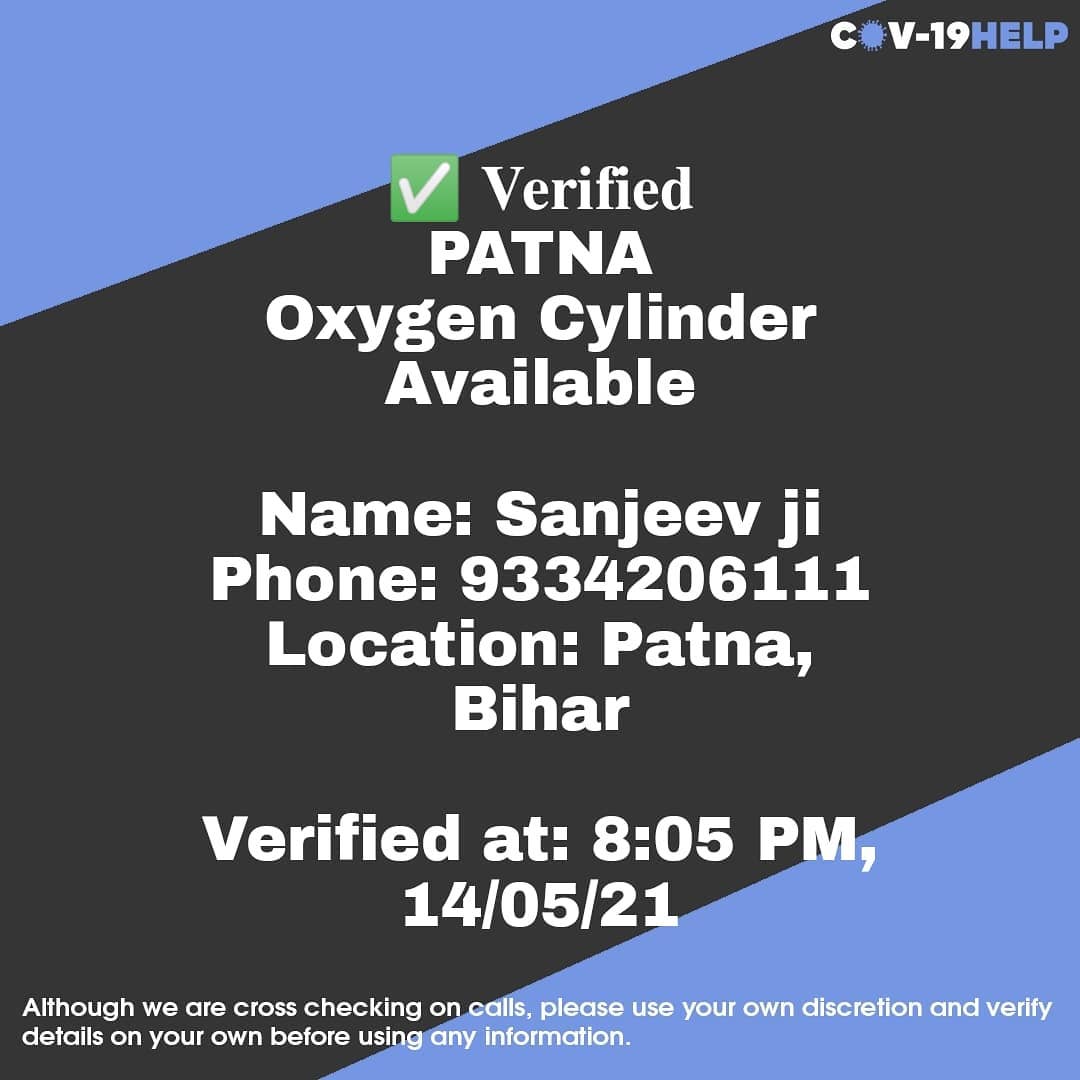 COV-19HELP
✅ Verified
PATNA
Oxygen Cylinder
Available
Name: Sanjeev ji
Phone: 9334206111
Location: Patna,
Bihar
Verified at: 8:05 PM,
14/05/21
Although we are cross checking on calls, please use your own discretion and verify
details on your own before using any information.